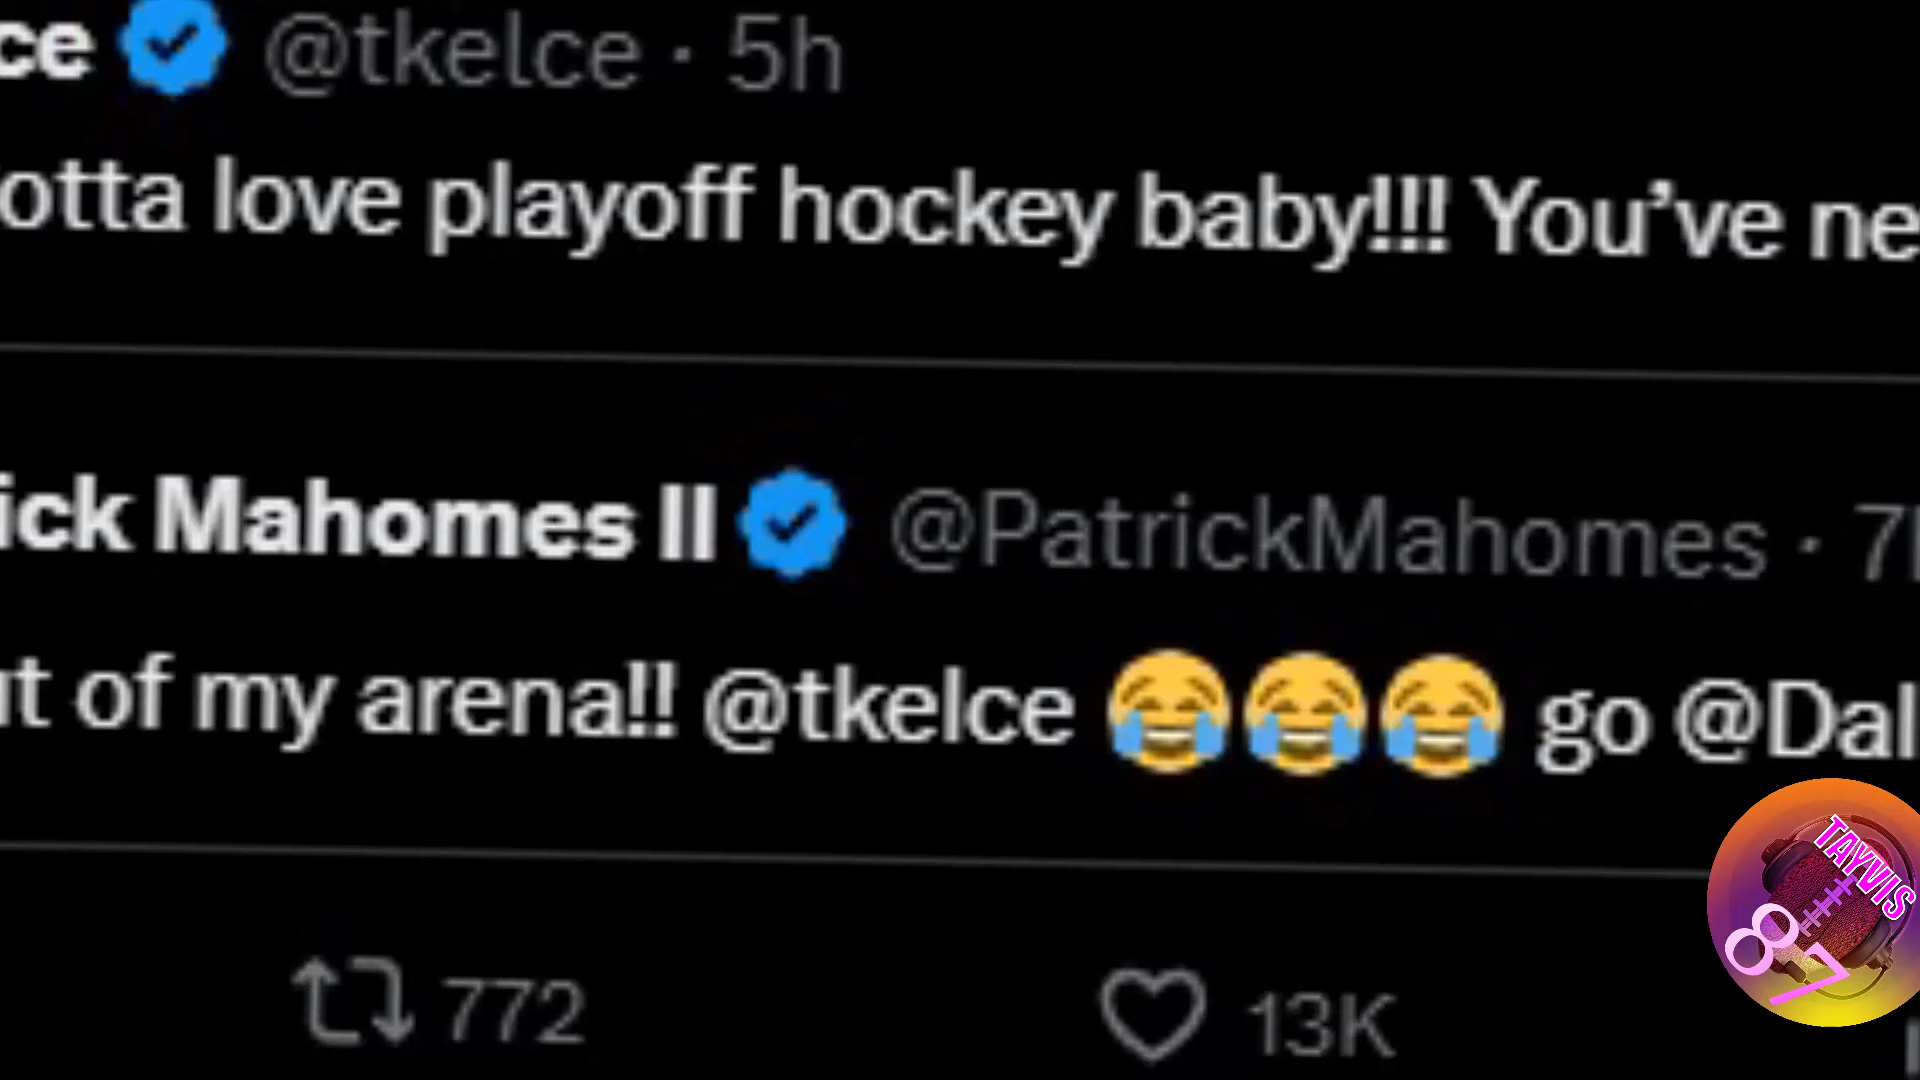 ce @tkelce · 5h
otta love playoff hockey baby!!! You've ne
ick Mahomes II @PatrickMahomes · 7
ut of my arena!! @tkelce 😂😂😂 go @Dal
772 13K
TAYVIS
87